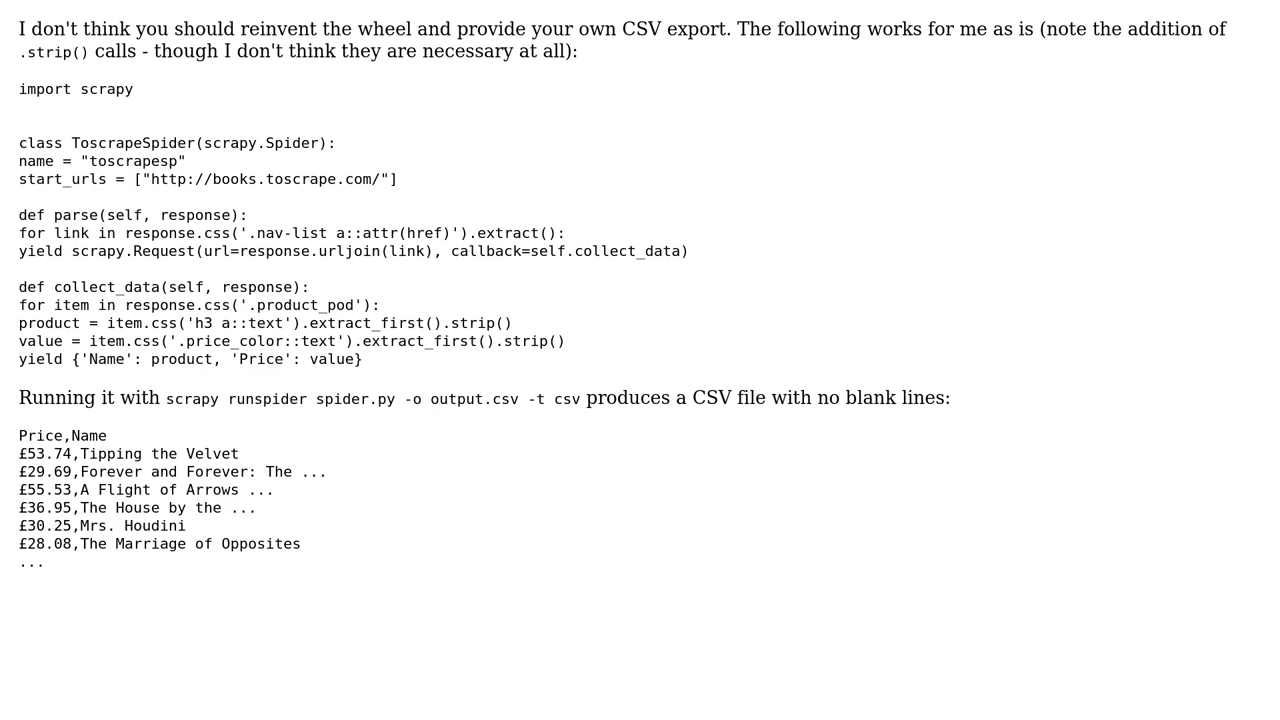 I don't think you should reinvent the wheel and provide your own CSV export. The following works for me as is (note the addition of
.strip() calls - though I don't think they are necessary at all):
import scrapy
class ToscrapeSpider(scrapy.Spider):
name = "toscrapesp"
start_urls = ["http://books.toscrape.com/"]
def parse(self, response):
for link in response.css('.nav-list a::attr(href)').extract():
yield scrapy.Request(url=response.urljoin(link), callback=self.collect_data)
def collect_data(self, response):
for item in response.css('.product_pod'):
product = item.css('h3 a::text').extract_first().strip()
value = item.css('.price_color::text').extract_first().strip()
yield {'Name': product, 'Price': value}
Running it with scrapy runspider spider.py -o output.csv -t csv produces a CSV file with no blank lines:
Price,Name
£53.74,Tipping the Velvet
£29.69,Forever and Forever: The ...
£55.53,A Flight of Arrows ...
£36.95,The House by the ...
£30.25,Mrs. Houdini
£28.08,The Marriage of Opposites
...